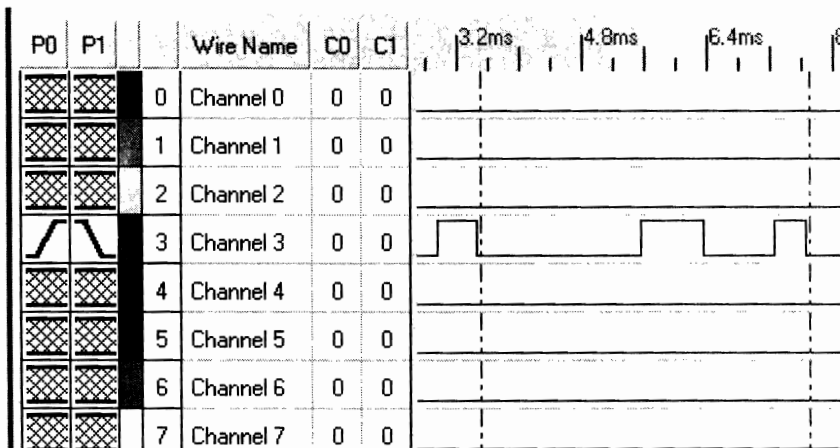 P0 P1 Wire Name C0 C1 3.2ms 4.8ms 6.4ms
0 Channel 0 0 0
1 Channel 1 0 0
2 Channel 2 0 0
3 Channel 3 0 0
4 Channel 4 0 0
5 Channel 5 0 0
6 Channel 6 0 0
7 Channel 7 0 0